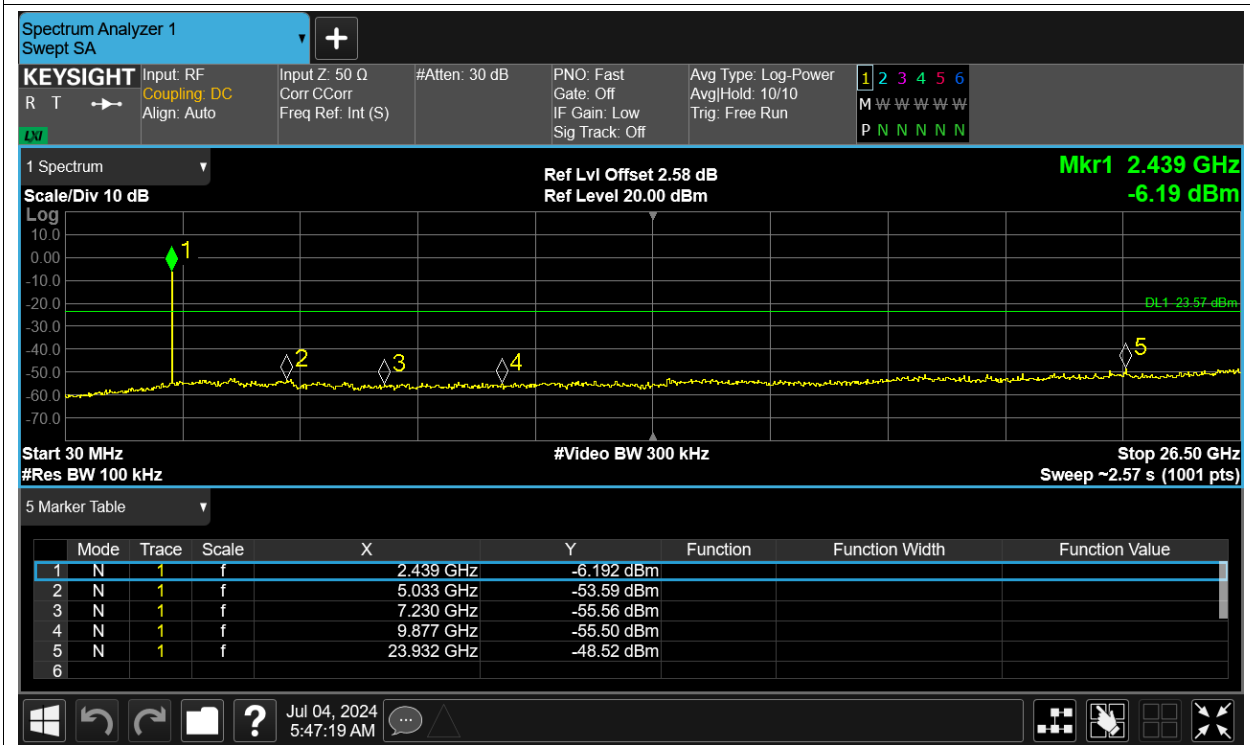 Spectrum Analyzer 1
Swept SA
+
KEYSIGHT Input: RF Input Z: 50 Ω #Atten: 30 dB PNO: Fast Avg Type: Log-Power 1 2 3 4 5 6
R T Coupling: DC Corr CCorr Gate: Off Avg|Hold: 10/10 M W W W W W
Align: Auto Freq Ref: Int (S) IF Gain: Low Trig: Free Run
LXI Sig Track: Off P N N N N N
1 Spectrum Ref Lvl Offset 2.58 dB Mkr1 2.439 GHz
Scale/Div 10 dB Ref Level 20.00 dBm -6.19 dBm
Log
10.0
1
0.00
-10.0
-20.0 DL1 23.57 dBm
-30.0
-40.0
2 3 4 5
-50.0
-60.0
-70.0
Start 30 MHz #Video BW 300 kHz Stop 26.50 GHz
#Res BW 100 kHz Sweep ~2.57 s (1001 pts)
5 Marker Table
Mode Trace Scale X Y Function Function Width Function Value
1 N 1 f 2.439 GHz -6.192 dBm
2 N 1 f 5.033 GHz -53.59 dBm
3 N 1 f 7.230 GHz -55.56 dBm
4 N 1 f 9.877 GHz -55.50 dBm
5 N 1 f 23.932 GHz -48.52 dBm
6
? Jul 04, 2024
5:47:19 AM